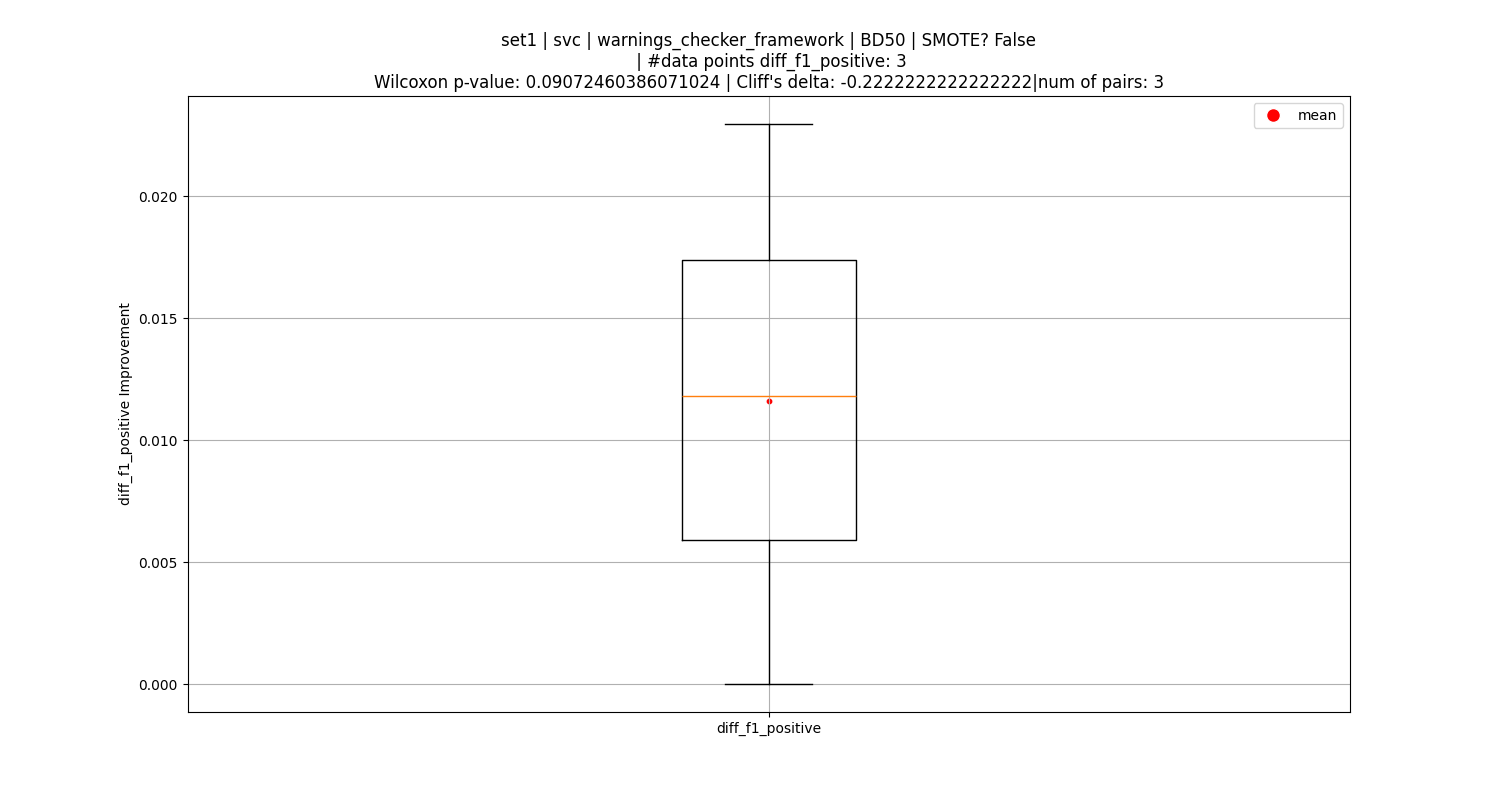 set1 | svc | warnings_checker_framework | BD50 | SMOTE? False
| #data points diff_f1_positive: 3
Wilcoxon p-value: 0.09072460386071024 | Cliff's delta: -0.2222222222222222|num of pairs: 3
mean
0.020
0.015
0.010
0.005
0.000
diff_f1_positive Improvement
diff_f1_positive